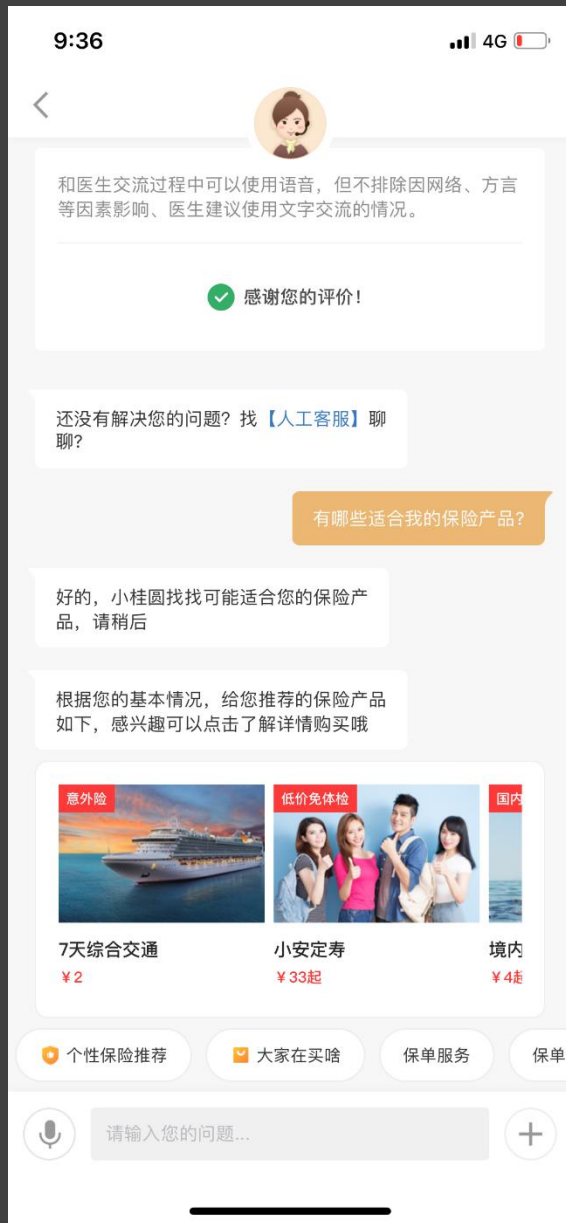 9:36
4G
和医生交流过程中可以使用语音，但不排除因网络、方言
等因素影响、医生建议使用文字交流的情况。
感谢您的评价！
还没有解决您的问题？找【人工客服】聊
聊？
有哪些适合我的保险产品？
好的，小桂圆找找可能适合您的保险产
品，请稍后
根据您的基本情况，给您推荐的保险产品
如下，感兴趣可以点击了解详情购买哦
意外险
低价免体检
国内
7天综合交通
小安定寿
境内
￥2
￥33起
￥4起
个性保险推荐
大家在买啥
保单服务
保单
请输入您的问题...